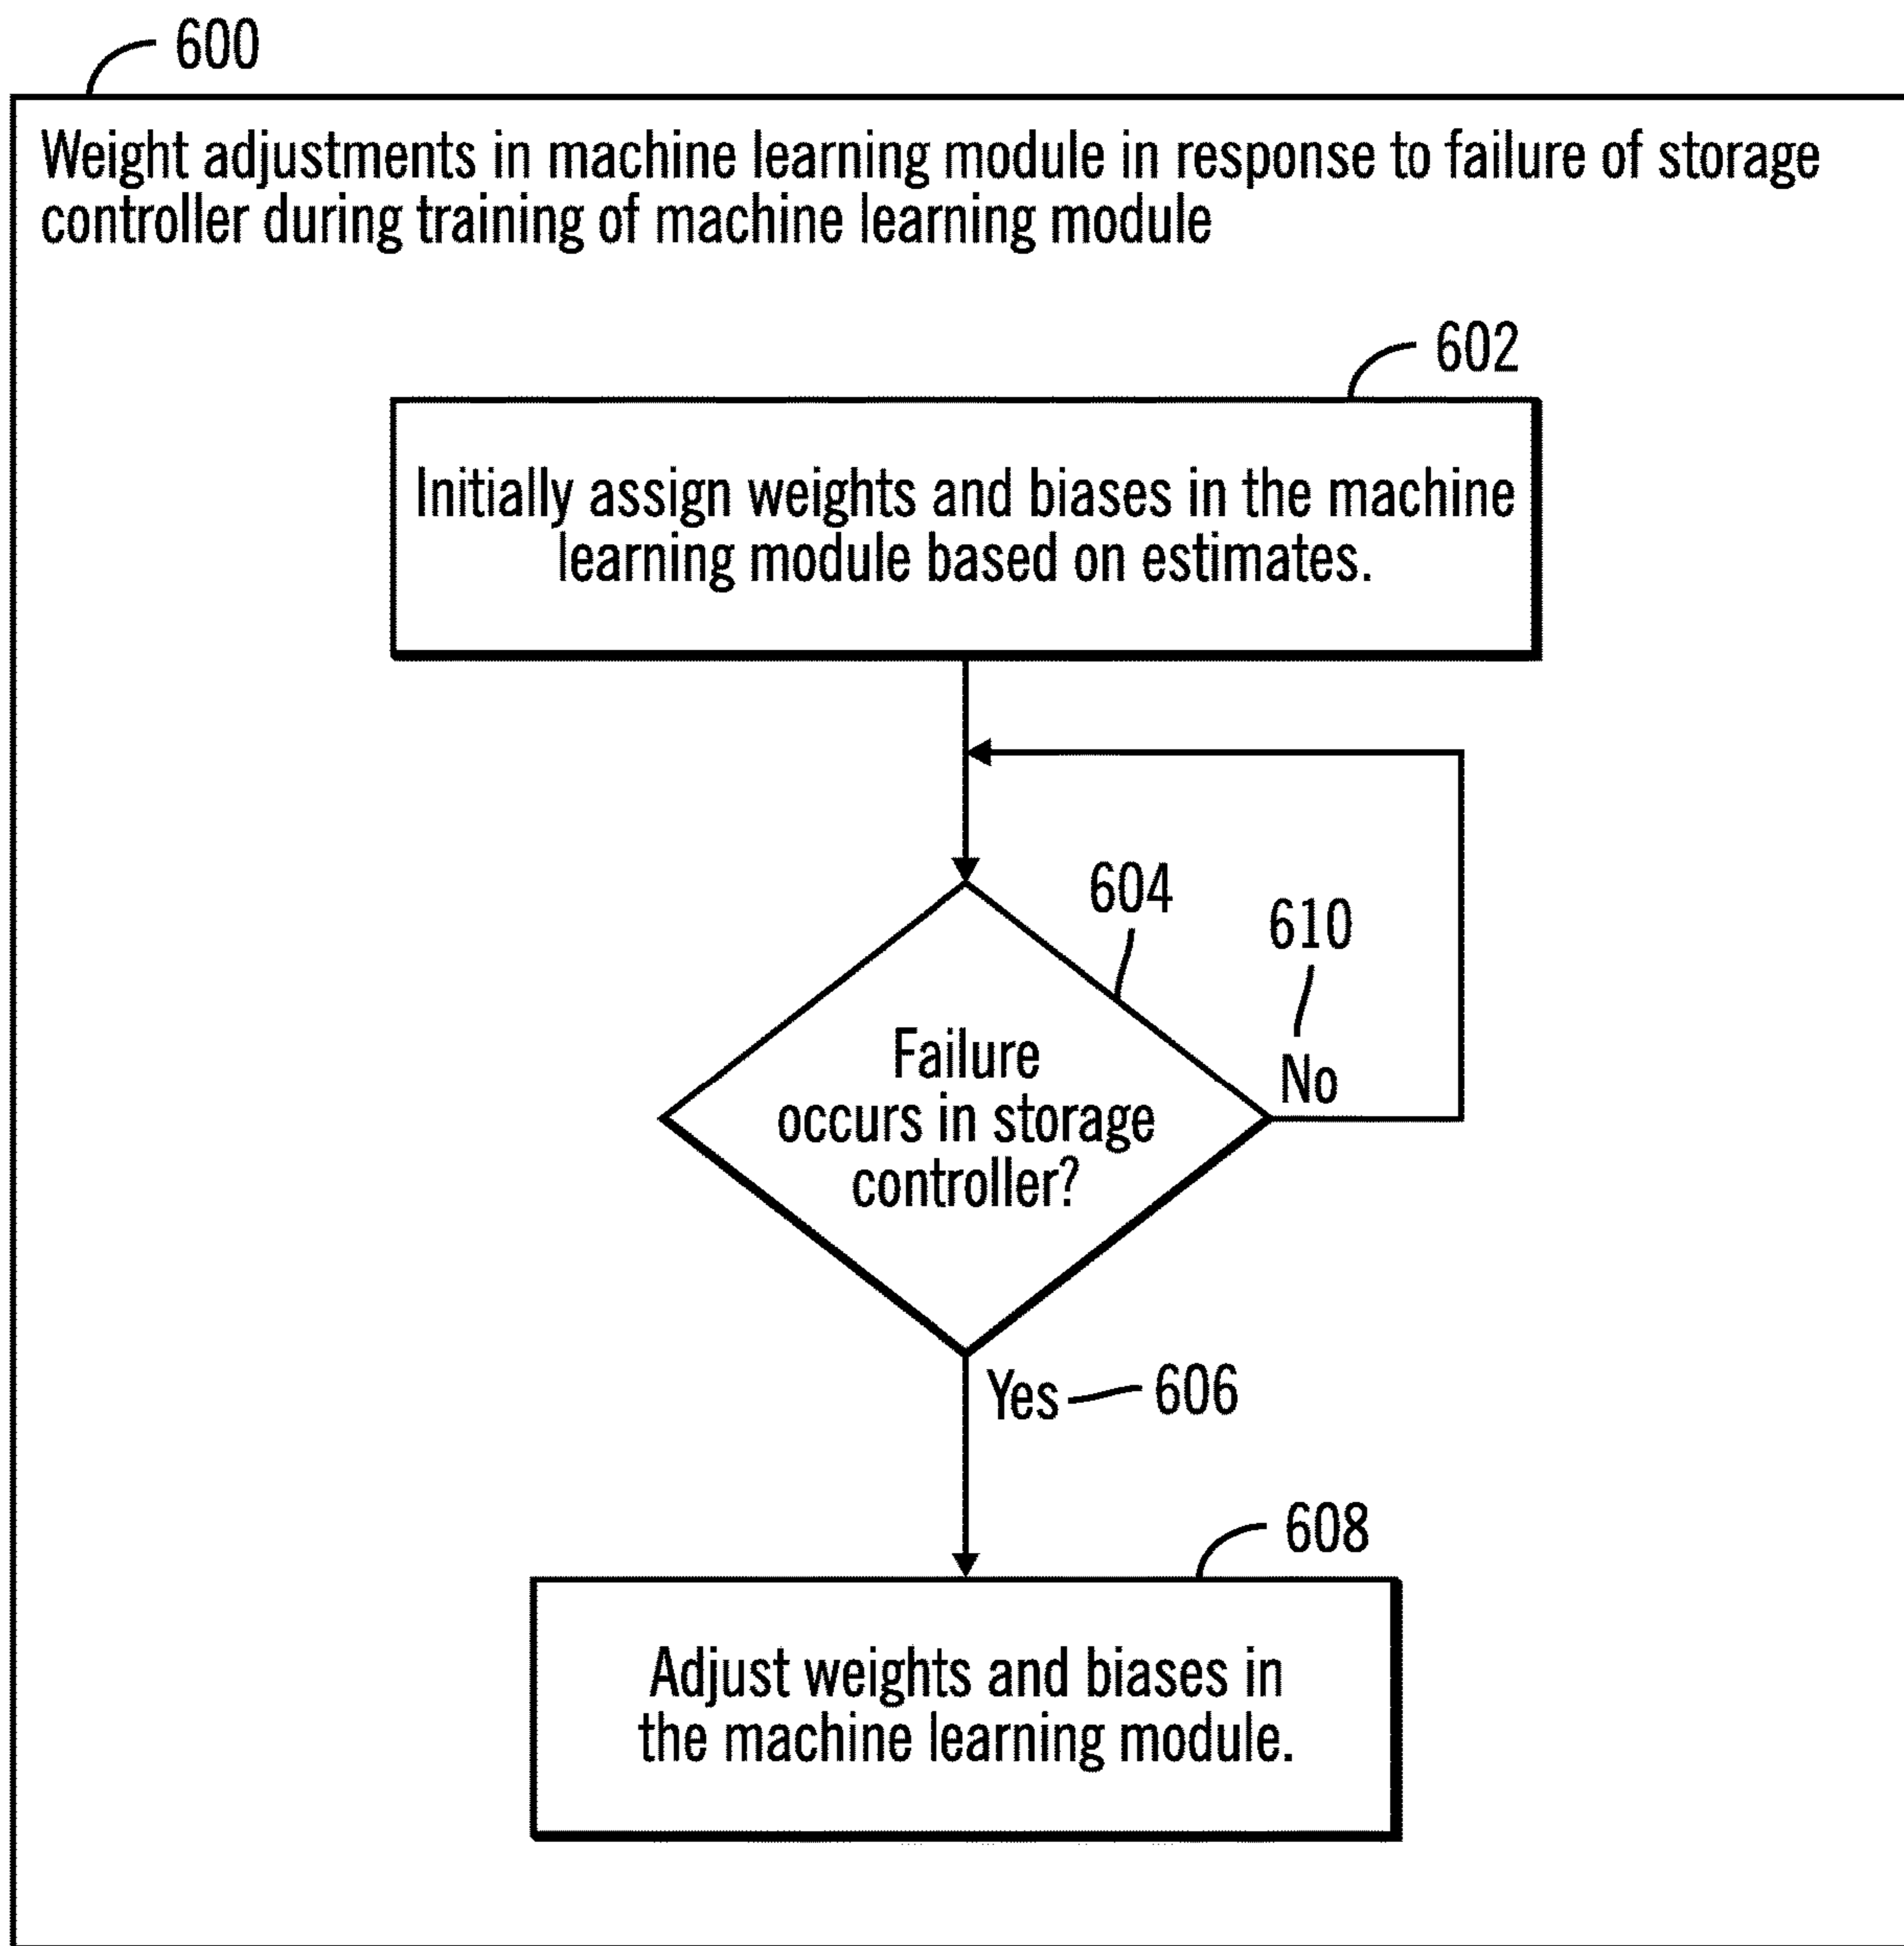 600
Weight adjustments in machine learning module in response to failure of storage
controller during training of machine learning module
602
Initially assign weights and biases in the machine
learning module based on estimates.
604
610
Failure
occurs in storage
controller?
No
Yes
606
608
Adjust weights and biases in
the machine learning module.